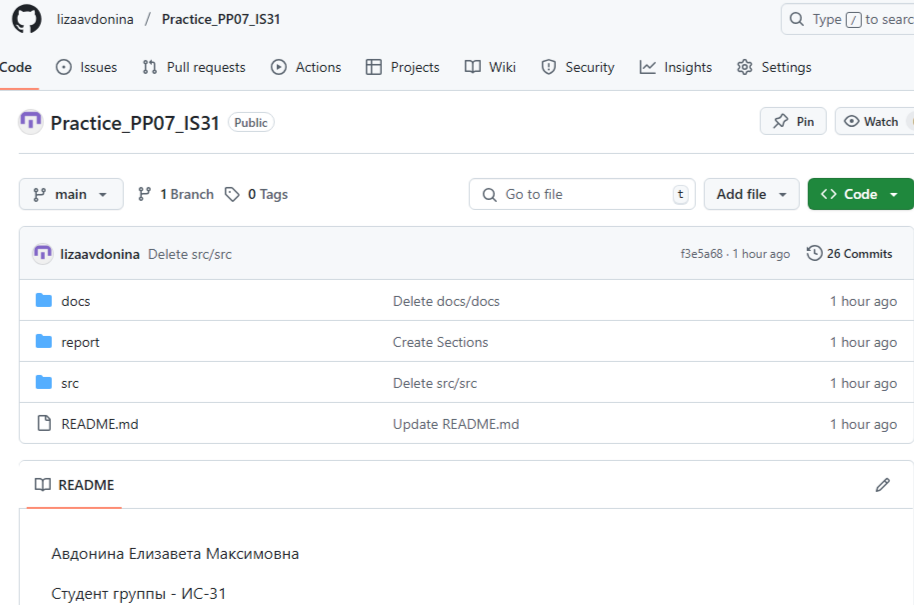 lizaavdonina / Practice_PP07_IS31
Type / to searc
Code Issues Pull requests Actions Projects Wiki Security Insights Settings
Practice_PP07_IS31 Public
Pin Watch
main 1 Branch 0 Tags
Go to file t Add file Code
lizaavdonina Delete src/src f3e5a68 · 1 hour ago 26 Commits
docs Delete docs/docs 1 hour ago
report Create Sections 1 hour ago
src Delete src/src 1 hour ago
README.md Update README.md 1 hour ago
README
Авдонина Елизавета Максимовна
Студент группы - ИС-31